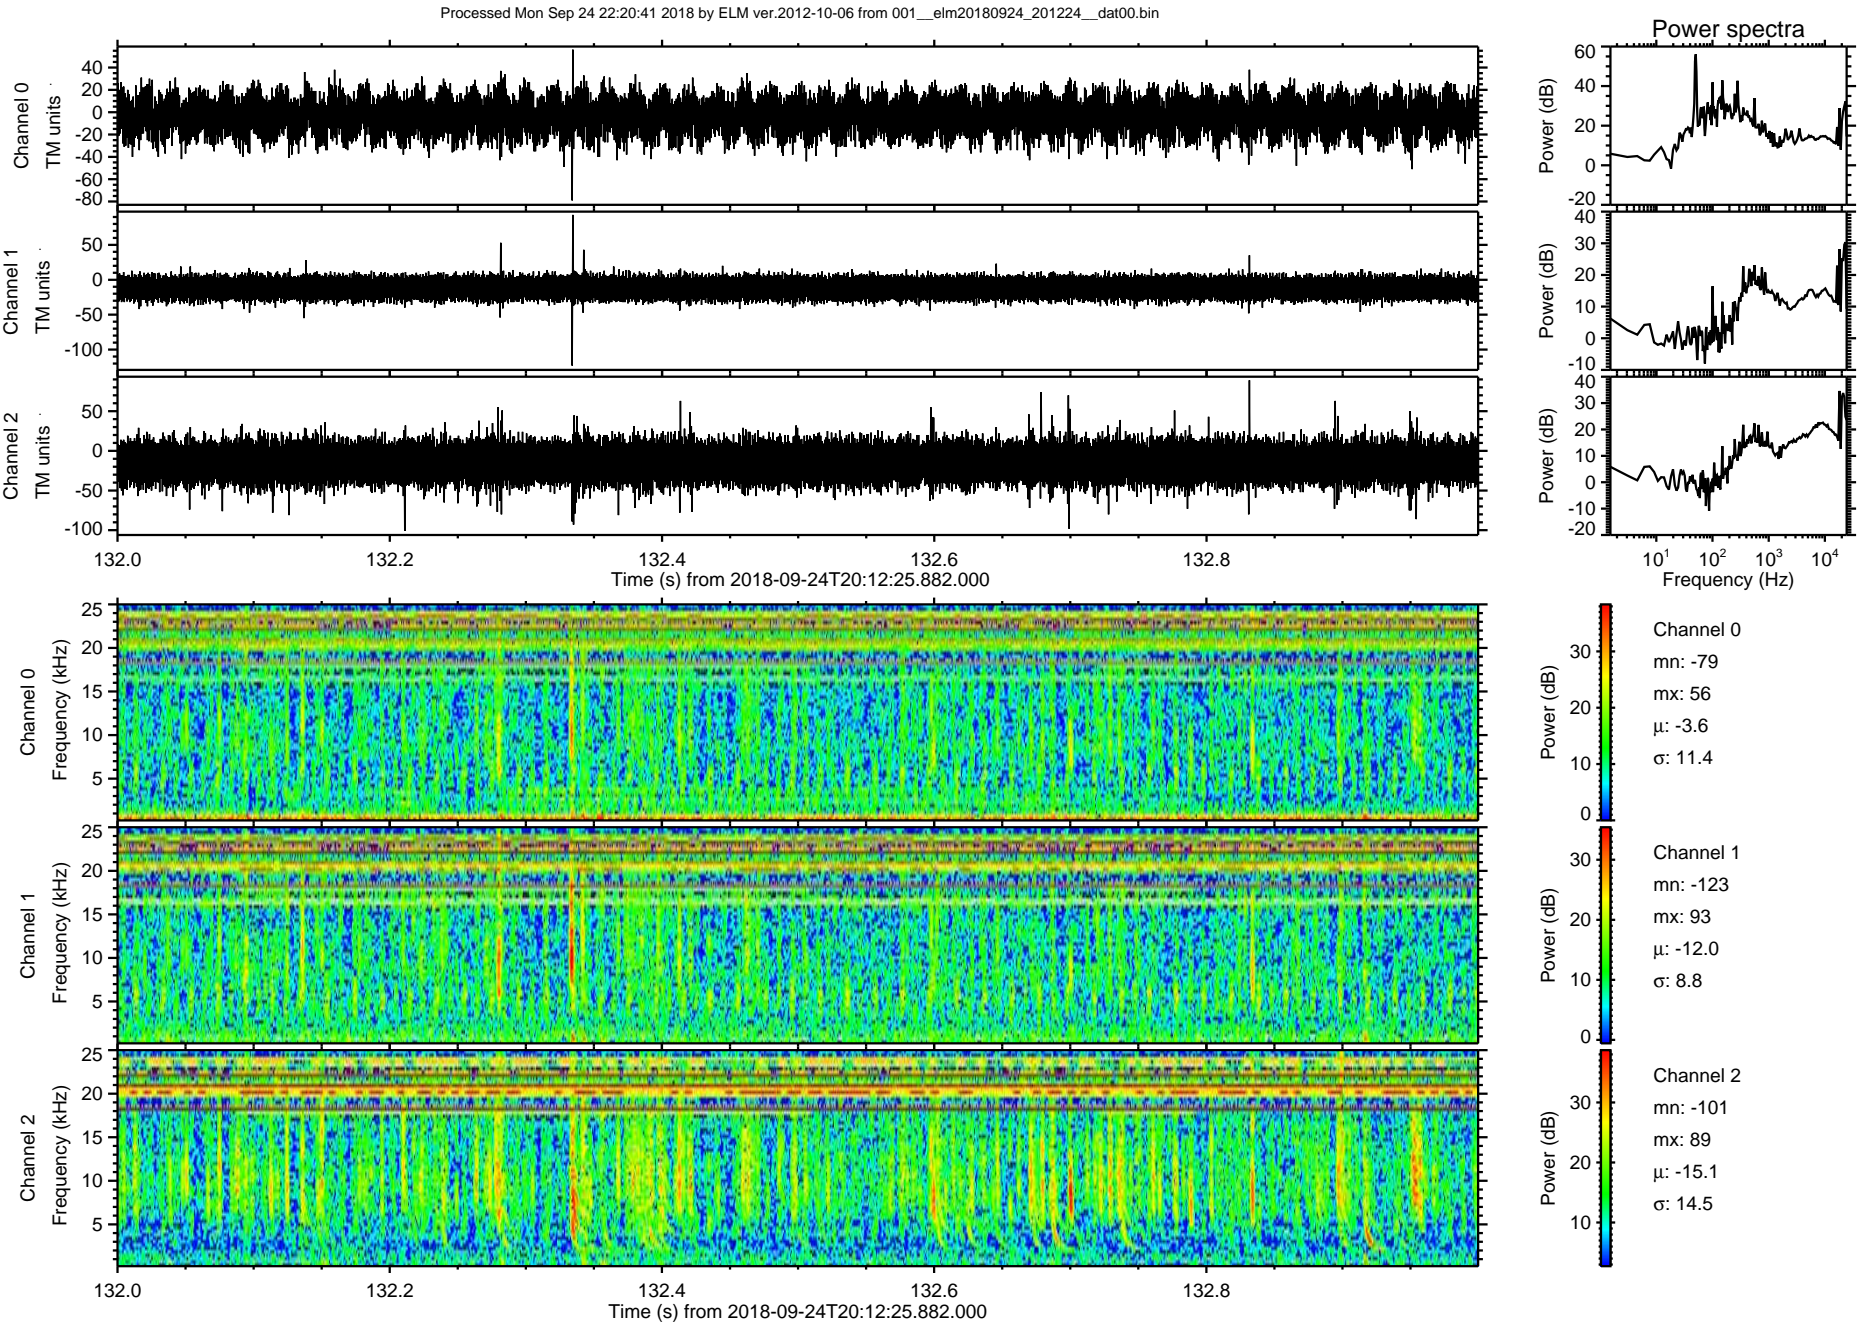 Processed Mon Sep 24 22:20:41 2018 by ELM ver.2012-10-06 from 001__elm20180924_201224__dat00.bin
Power spectra
Channel 0
TM units
40
20
0
-20
-40
-60
-80
Power (dB)
60
40
20
0
-20
Channel 1
TM units
50
0
-50
-100
Power (dB)
40
30
20
10
0
-10
Channel 2
TM units
50
0
-50
-100
Power (dB)
40
30
20
10
0
-10
-20
132.0 132.2 132.4 132.6 132.8
Time (s) from 2018-09-24T20:12:25.882.000
10^1 10^2 10^3 10^4
Frequency (Hz)
Channel 0
Frequency (kHz)
25
20
15
10
5
Power (dB)
30
20
10
0
Channel 0
mn: -79
mx: 56
μ: -3.6
σ: 11.4
Channel 1
Frequency (kHz)
25
20
15
10
5
Power (dB)
30
20
10
0
Channel 1
mn: -123
mx: 93
μ: -12.0
σ: 8.8
Channel 2
Frequency (kHz)
25
20
15
10
5
Power (dB)
30
20
10
Channel 2
mn: -101
mx: 89
μ: -15.1
σ: 14.5
132.0 132.2 132.4 132.6 132.8
Time (s) from 2018-09-24T20:12:25.882.000